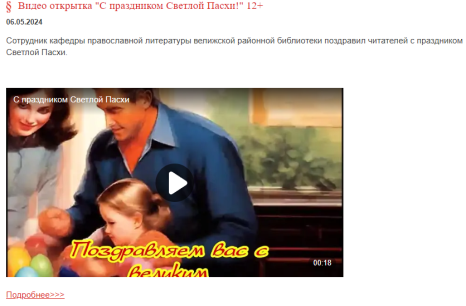 § Видео открытка "С праздником Светлой Пасхи!" 12+
06.05.2024
Сотрудник кафедры православной литературы велижской районной библиотеки поздравил читателей с праздником
Светлой Пасхи.
С праздником Светлой Пасхи
Поздравляем вас с
великим
00:18
Подробнее>>>